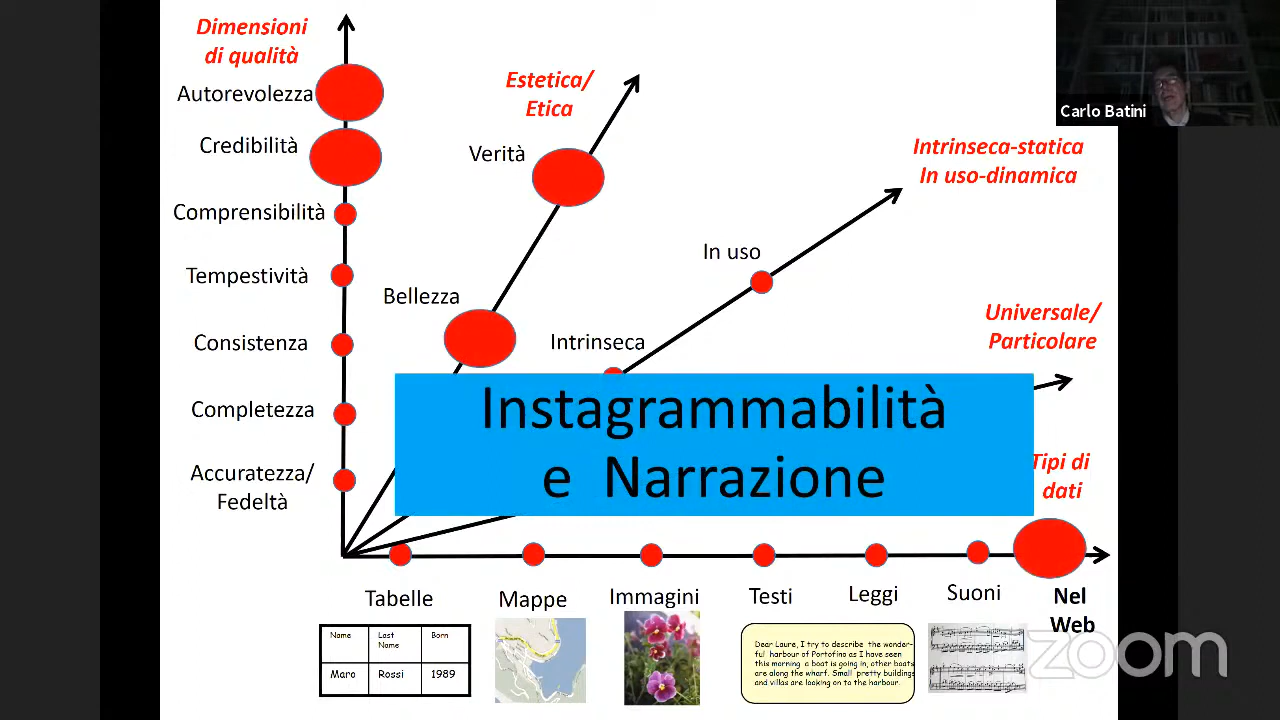 Dimensioni
di qualità
Autorevolezza
Credibilità
Comprensibilità
Tempestività
Consistenza
Completezza
Accuratezza/
Fedeltà
Estetica/
Etica
Verità
Bellezza
Intrinseca-statica
In uso-dinamica
In uso
Intrinseca
Universale/
Particolare
Instagrammabilità
e Narrazione
Tipi di
dati
Tabelle
Mappe
Immagini
Testi
Leggi
Suoni
Nel
Web
Name Last Name Born
Maro Rossi 1989
Dear Laure, I try to describe the wonder-
ful harbour of Portofino as I have seen
this morning a boat is going in, other boats
are along the wharf. Small pretty buildings
and villas are looking on to the harbour.
Carlo Batini
zoom